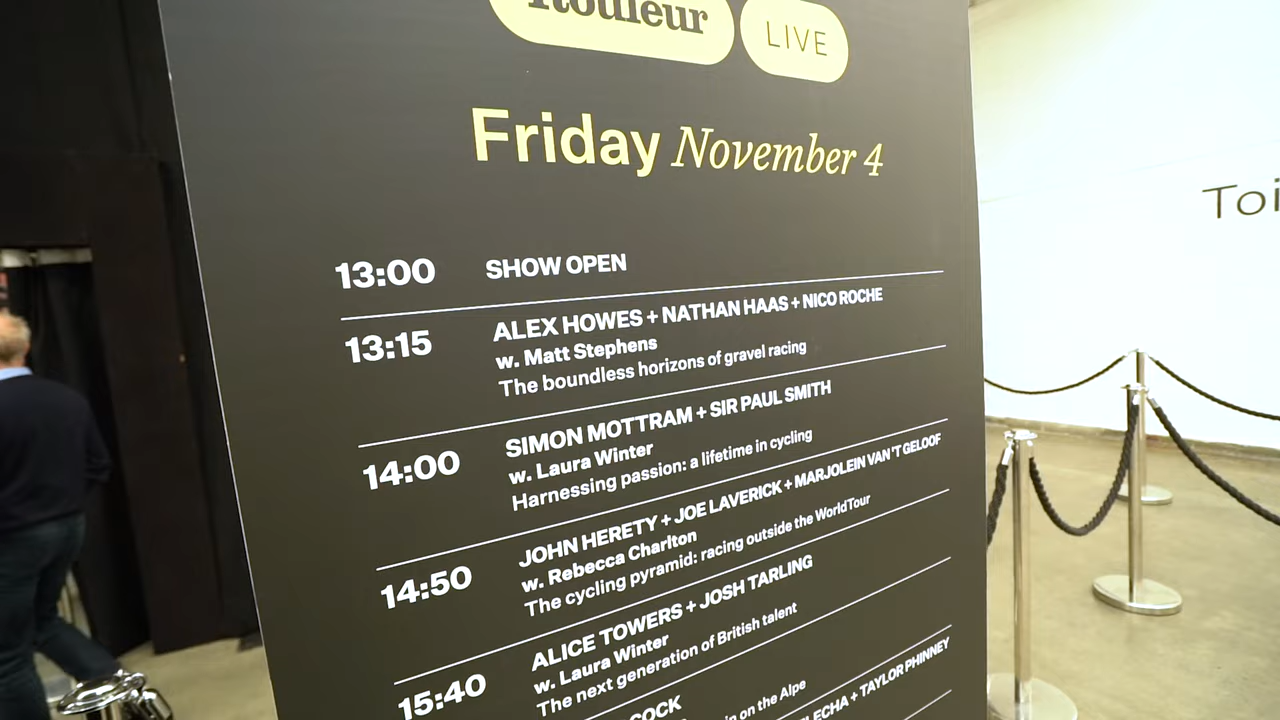 Rouleur LIVE
Friday November 4
13:00 SHOW OPEN
13:15 ALEX HOWES + NATHAN HAAS + NICO ROCHE
w. Matt Stephens
The boundless horizons of gravel racing
14:00 SIMON MOTTRAM + SIR PAUL SMITH
w. Laura Winter
Harnessing passion: a lifetime in cycling
14:50 JOHN HERETY + JOE LAVERICK + MARJOLEIN VAN 'T GELOOF
w. Rebecca Charlton
The cycling pyramid: racing outside the WorldTour
15:40 ALICE TOWERS + JOSH TARLING
w. Laura Winter
The next generation of British talent
COCK
on the Alpe
LECHA + TAYLOR PHINNEY
Toi